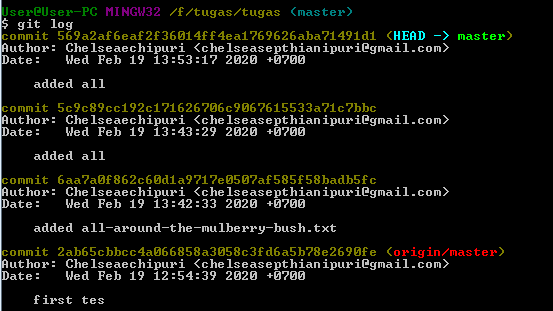 User@User-PC MINGW32 /f/tugas/tugas (master)
$ git log
commit 569a2af6eaf2f36014ff4ea1769626aba71491d1 (HEAD -> master)
Author: Chelseaechipuri <chelseasepthianipuri@gmail.com>
Date:   Wed Feb 19 13:53:17 2020 +0700
added all
commit 5c9c89cc192c171626706c9067615533a71c7bbc
Author: Chelseaechipuri <chelseasepthianipuri@gmail.com>
Date:   Wed Feb 19 13:43:29 2020 +0700
added all
commit 6aa7a0f862c60d1a9717e0507af585f58badb5fc
Author: Chelseaechipuri <chelseasepthianipuri@gmail.com>
Date:   Wed Feb 19 13:42:33 2020 +0700
added all-around-the-mulberry-bush.txt
commit 2ab65cbbcc4a066858a3058c3fd6a5b78e2690fe (origin/master)
Author: Chelseaechipuri <chelseasepthianipuri@gmail.com>
Date:   Wed Feb 19 12:54:39 2020 +0700
first tes